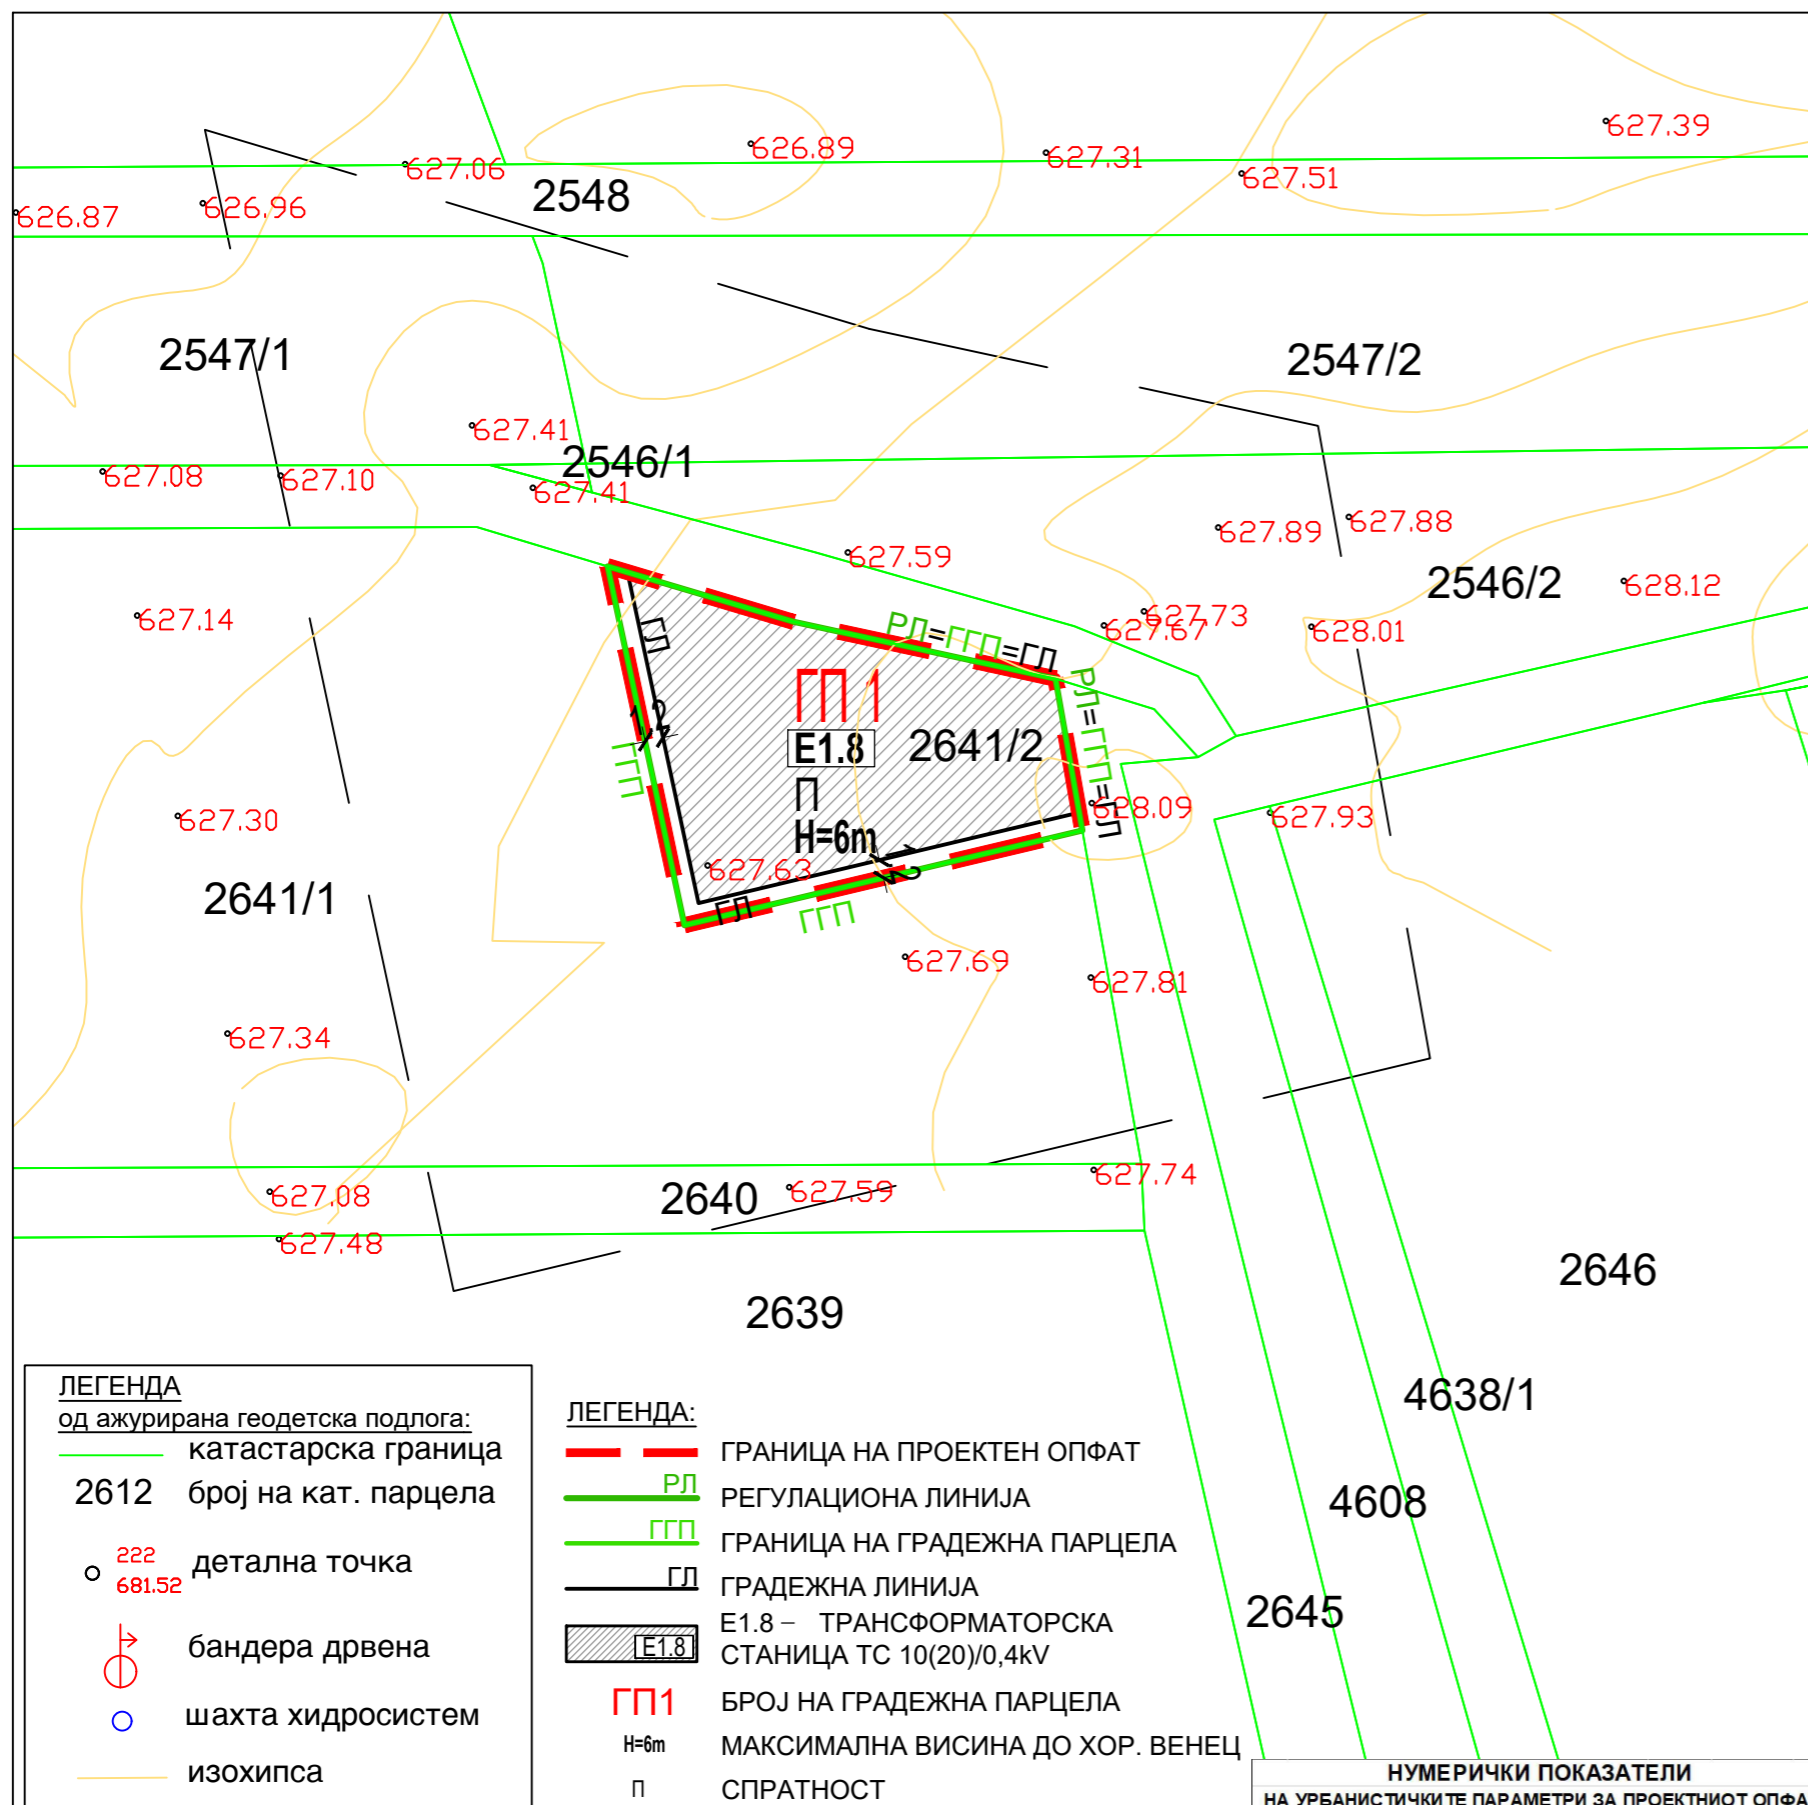 627.39
626.89
627.31
627.06
627.51
2548
626.87
626.96
2547/1
2547/2
627.41
2546/1
627.08
627.10
627.41
627.89
627.88
627.59
2546/2
628.12
627.14
627.73
627.67
628.01
РЛ=ГГП=ГЛ
ГЛ
РЛ=ГГП=ГЛ
ГП 1
E1.8
2641/2
П
H=6m
ГГП
628.09
627.93
627.30
627.63
2641/1
ГЛ
ГГП
627.69
627.81
627.34
627.74
627.08
2640
627.59
627.48
2646
2639
4638/1
4608
2645
ЛЕГЕНДА
од ажурирана геодетска подлога:
катастарска граница
2612 број на кат. парцела
222
681.52
детална точка
бандера дрвена
шахта хидросистем
изохипса
ЛЕГЕНДА:
ГРАНИЦА НА ПРОЕКТЕН ОПФАТ
РЛ РЕГУЛАЦИОНА ЛИНИЈА
ГГП ГРАНИЦА НА ГРАДЕЖНА ПАРЦЕЛА
ГЛ ГРАДЕЖНА ЛИНИЈА
E1.8
Е1.8 – ТРАНСФОРМАТОРСКА
СТАНИЦА ТС 10(20)/0,4kV
ГП1 БРОЈ НА ГРАДЕЖНА ПАРЦЕЛА
H=6m МАКСИМАЛНА ВИСИНА ДО ХОР. ВЕНЕЦ
П СПРАТНОСТ
НУМЕРИЧКИ ПОКАЗАТЕЛИ
НА УРБАНИСТИЧКИТЕ ПАРАМЕТРИ ЗА ПРОЕКТНИОТ ОПФА